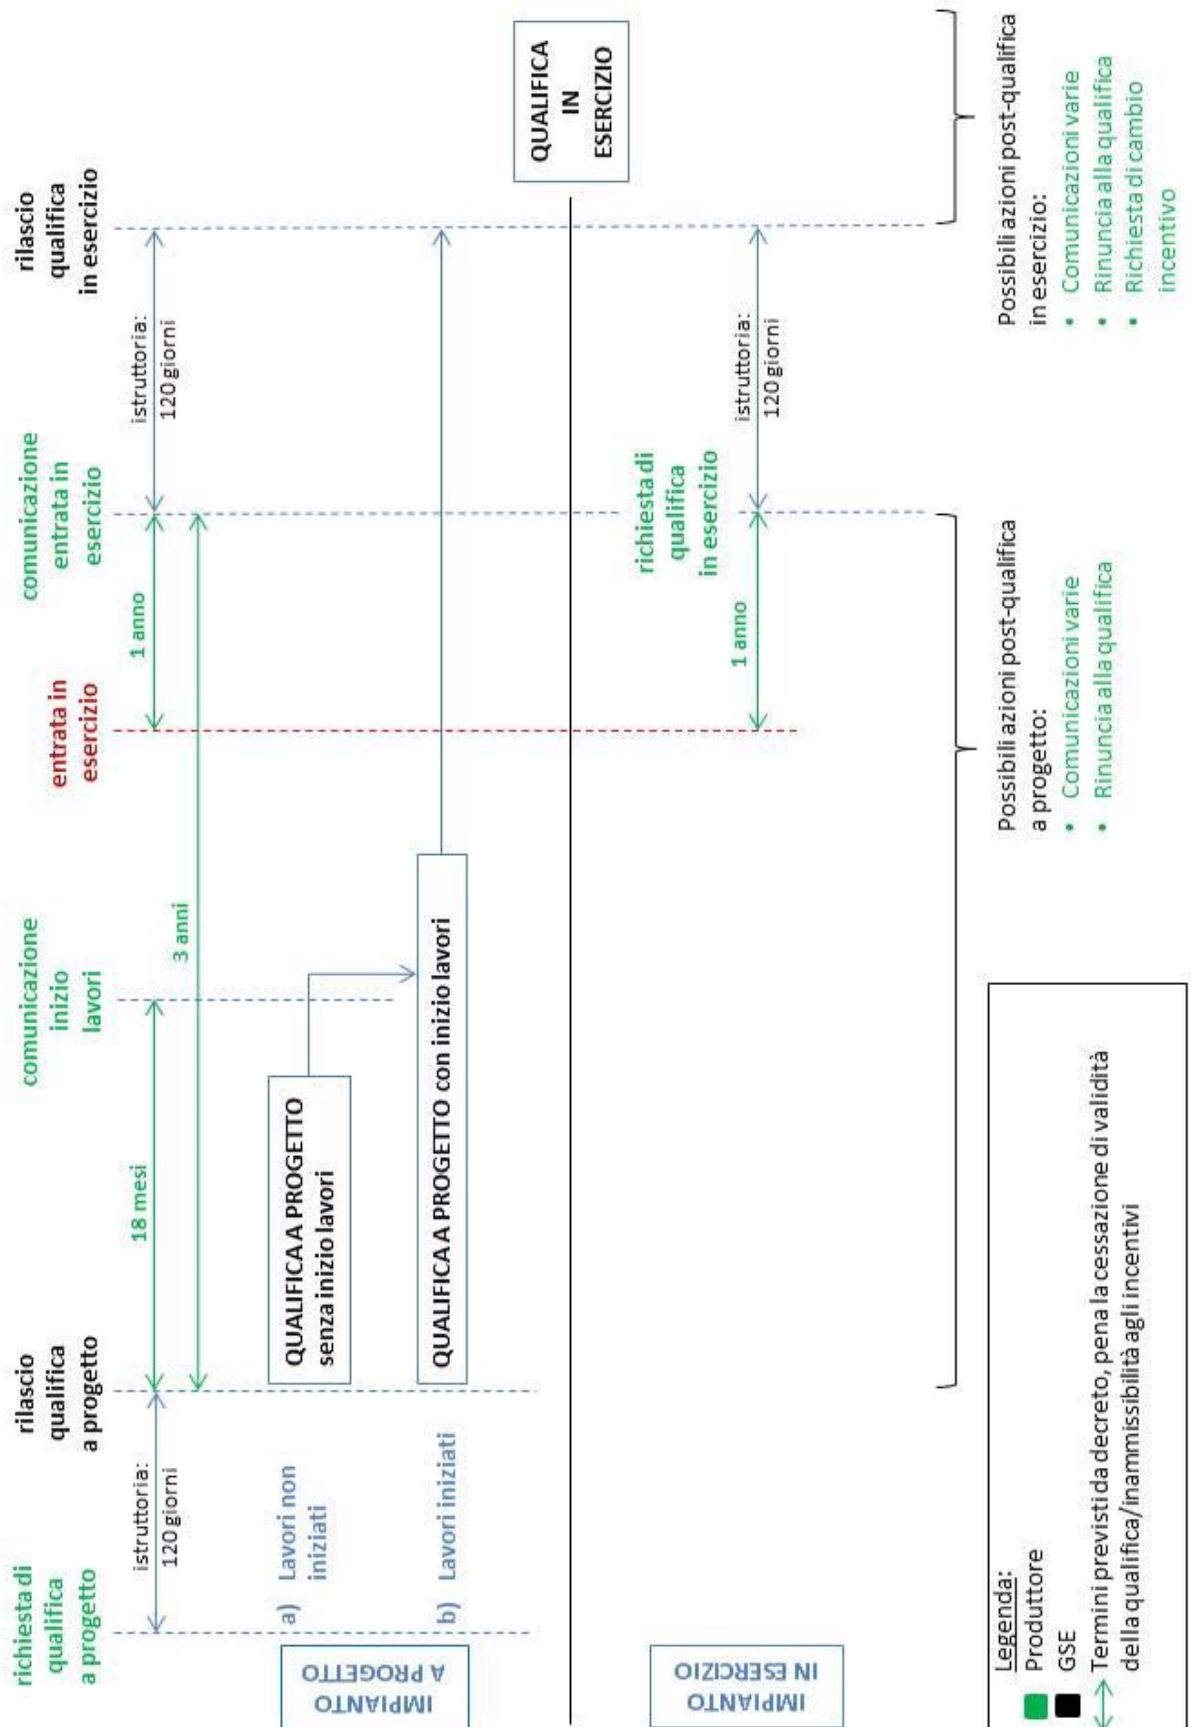 richiesta di
qualifica
a progetto
rilascio
qualifica
a progetto
comunicazione
inizio
lavori
entrata in
esercizio
comunicazione
entrata in
esercizio
rilascio
qualifica
in esercizio
istruttoria:
120 giorni
18 mesi
3 anni
1 anno
istruttoria:
120 giorni
IMPIANTO
A PROGETTO
a) Lavori non
iniziati
QUALIFICA A PROGETTO
senza inizio lavori
b) Lavori iniziati
QUALIFICA A PROGETTO con inizio lavori
QUALIFICA
IN
ESERCIZIO
IMPIANTO
IN ESERCIZIO
richiesta di
qualifica
in esercizio
1 anno
istruttoria:
120 giorni
Possibili azioni post-qualifica
a progetto:
• Comunicazioni varie
• Rinuncia alla qualifica
Possibili azioni post-qualifica
in esercizio:
• Comunicazioni varie
• Rinuncia alla qualifica
• Richiesta di cambio
incentivo
Legenda:
Produttore
GSE
Termini previsti da decreto, pena la cessazione di validità
della qualifica/inammissibilità agli incentivi